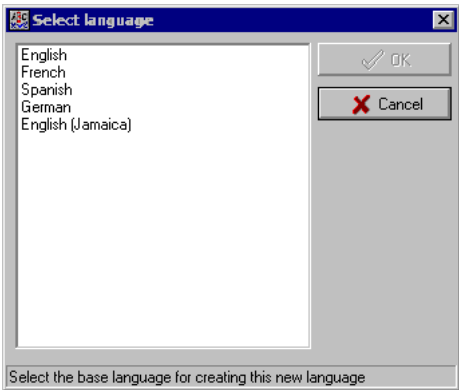 Select language
English
French
Spanish
German
English (Jamaica)
OK
Cancel
Select the base language for creating this new language